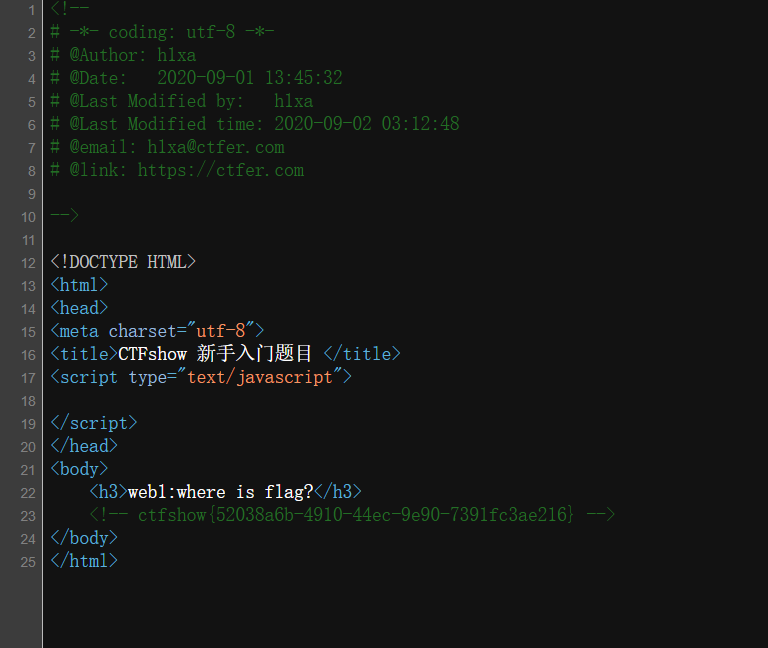 1 <!--
2 # -*- coding: utf-8 -*-
3 # @Author: hlxa
4 # @Date:   2020-09-01 13:45:32
5 # @Last Modified by:   hlxa
6 # @Last Modified time: 2020-09-02 03:12:48
7 # @email: hlxa@ctfer.com
8 # @link: https://ctfer.com
9
10 -->
11
12 <!DOCTYPE HTML>
13 <html>
14 <head>
15 <meta charset="utf-8">
16 <title>CTFshow 新手入门题目 </title>
17 <script type="text/javascript">
18
19 </script>
20 </head>
21 <body>
22     <h3>web1:where is flag?</h3>
23     <!-- ctfshow{52038a6b-4910-44ec-9e90-7391fc3ae216} -->
24 </body>
25 </html>